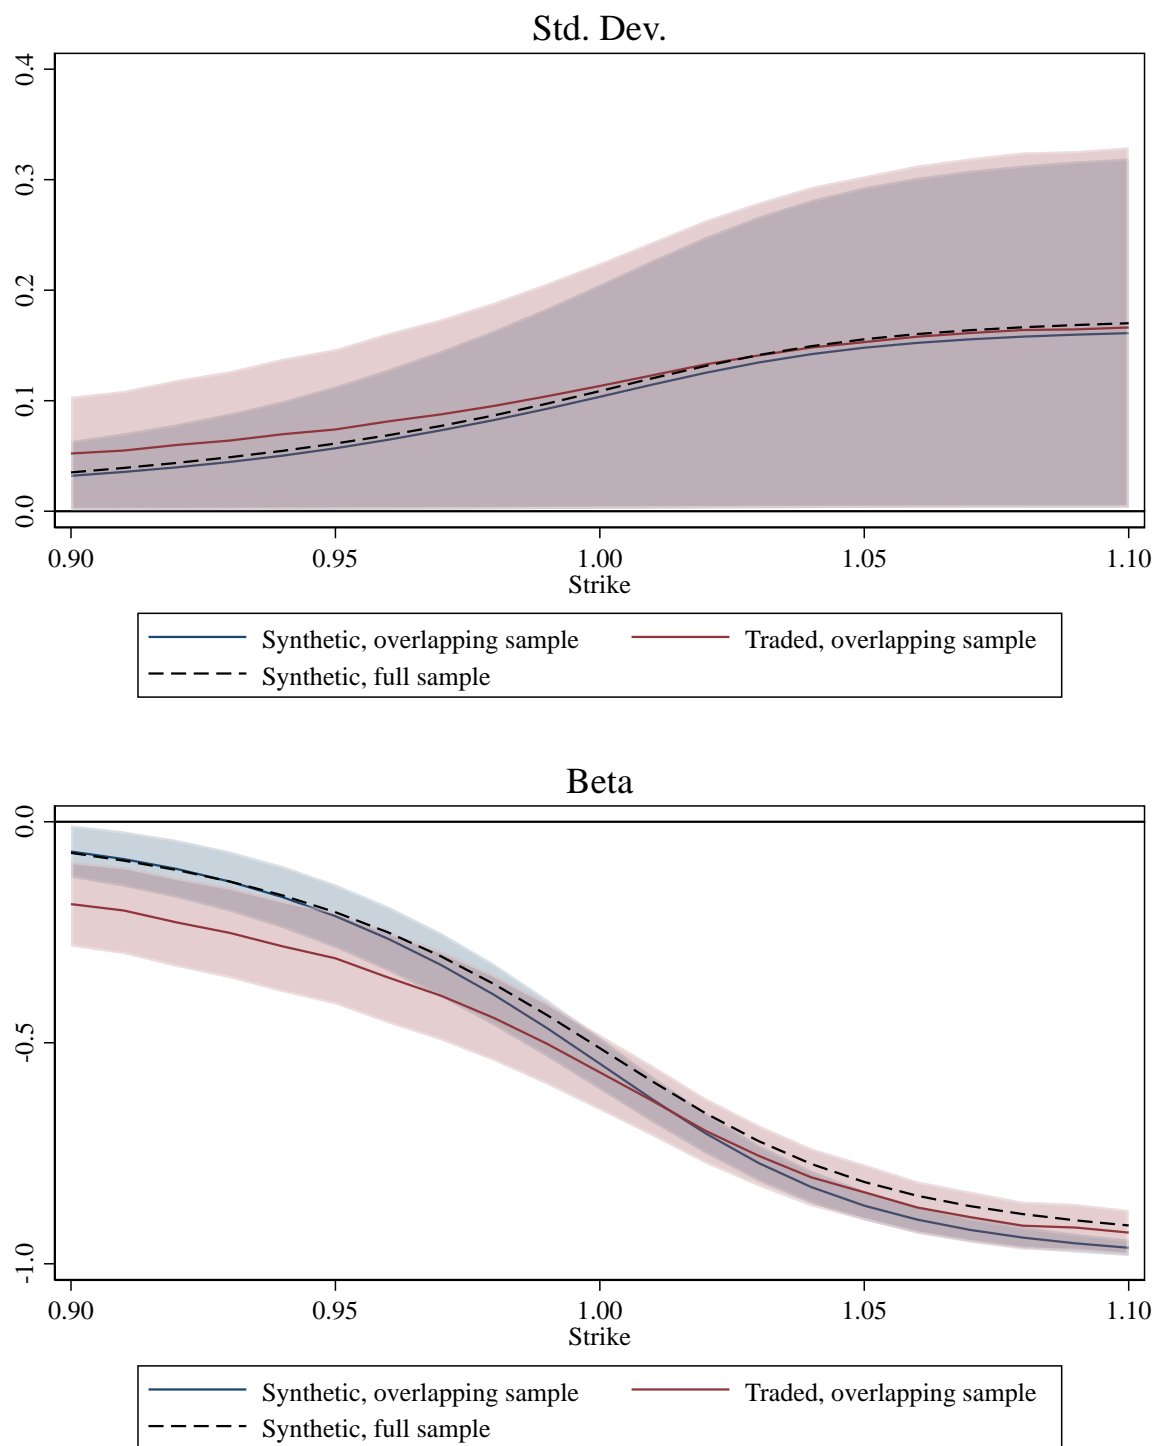 Std. Dev.
0.4
0.3
0.2
0.1
0.0
0.90 0.95 1.00 1.05 1.10
Strike
Synthetic, overlapping sample Traded, overlapping sample
Synthetic, full sample
Beta
0.0
-0.5
-1.0
0.90 0.95 1.00 1.05 1.10
Strike
Synthetic, overlapping sample Traded, overlapping sample
Synthetic, full sample